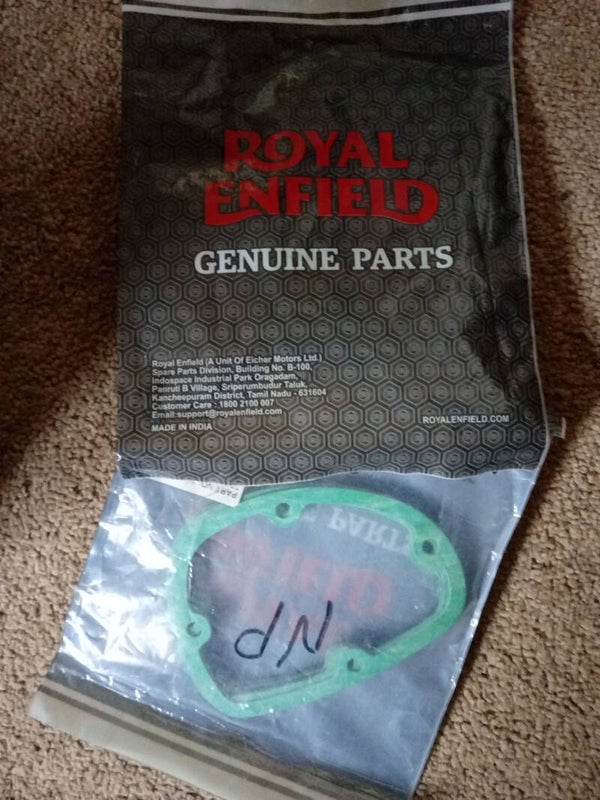 ROYAL
ENFIELD
GENUINE PARTS
Royal Enfield (A Unit Of Eicher Motors Ltd.)
Spare Parts Division, Building No. B-100,
Indospace Industrial Park Oragadam,
Panruti B Village, Sriperumbudur Taluk,
Kancheepuram District, Tamil Nadu - 631604
Customer Care : 1800 2100 007
Email:support@royalenfield.com
MADE IN INDIA
ROYALENFIELD.COM
PART
PART